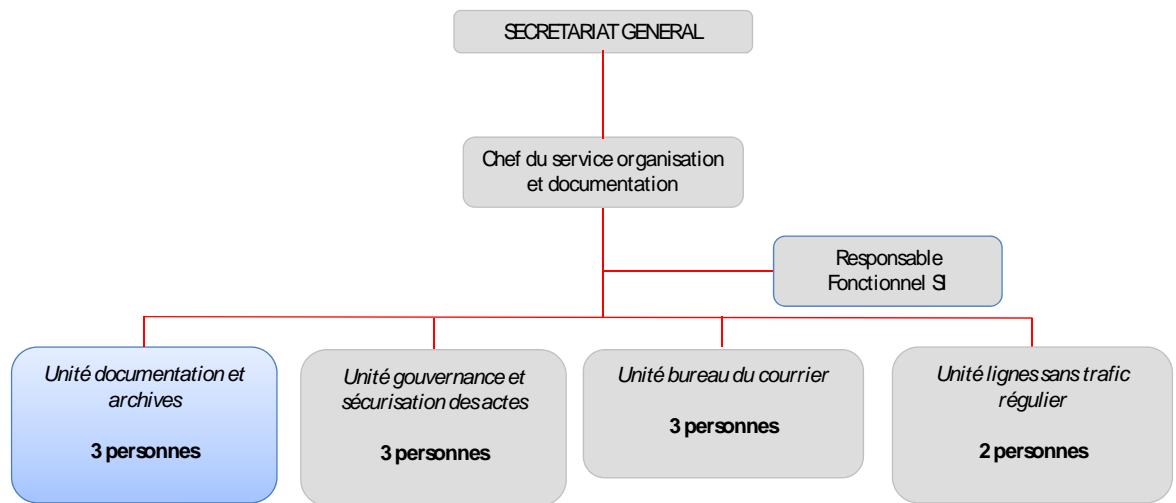 SECRETARIAT GENERAL
Chef du service organisation
et documentation
Responsable
Fonctionnel SI
Unité documentation et
archives
3 personnes
Unité gouvernance et
sécurisation des actes
3 personnes
Unité bureau du courrier
3 personnes
Unité lignes sans trafic
régulier
2 personnes